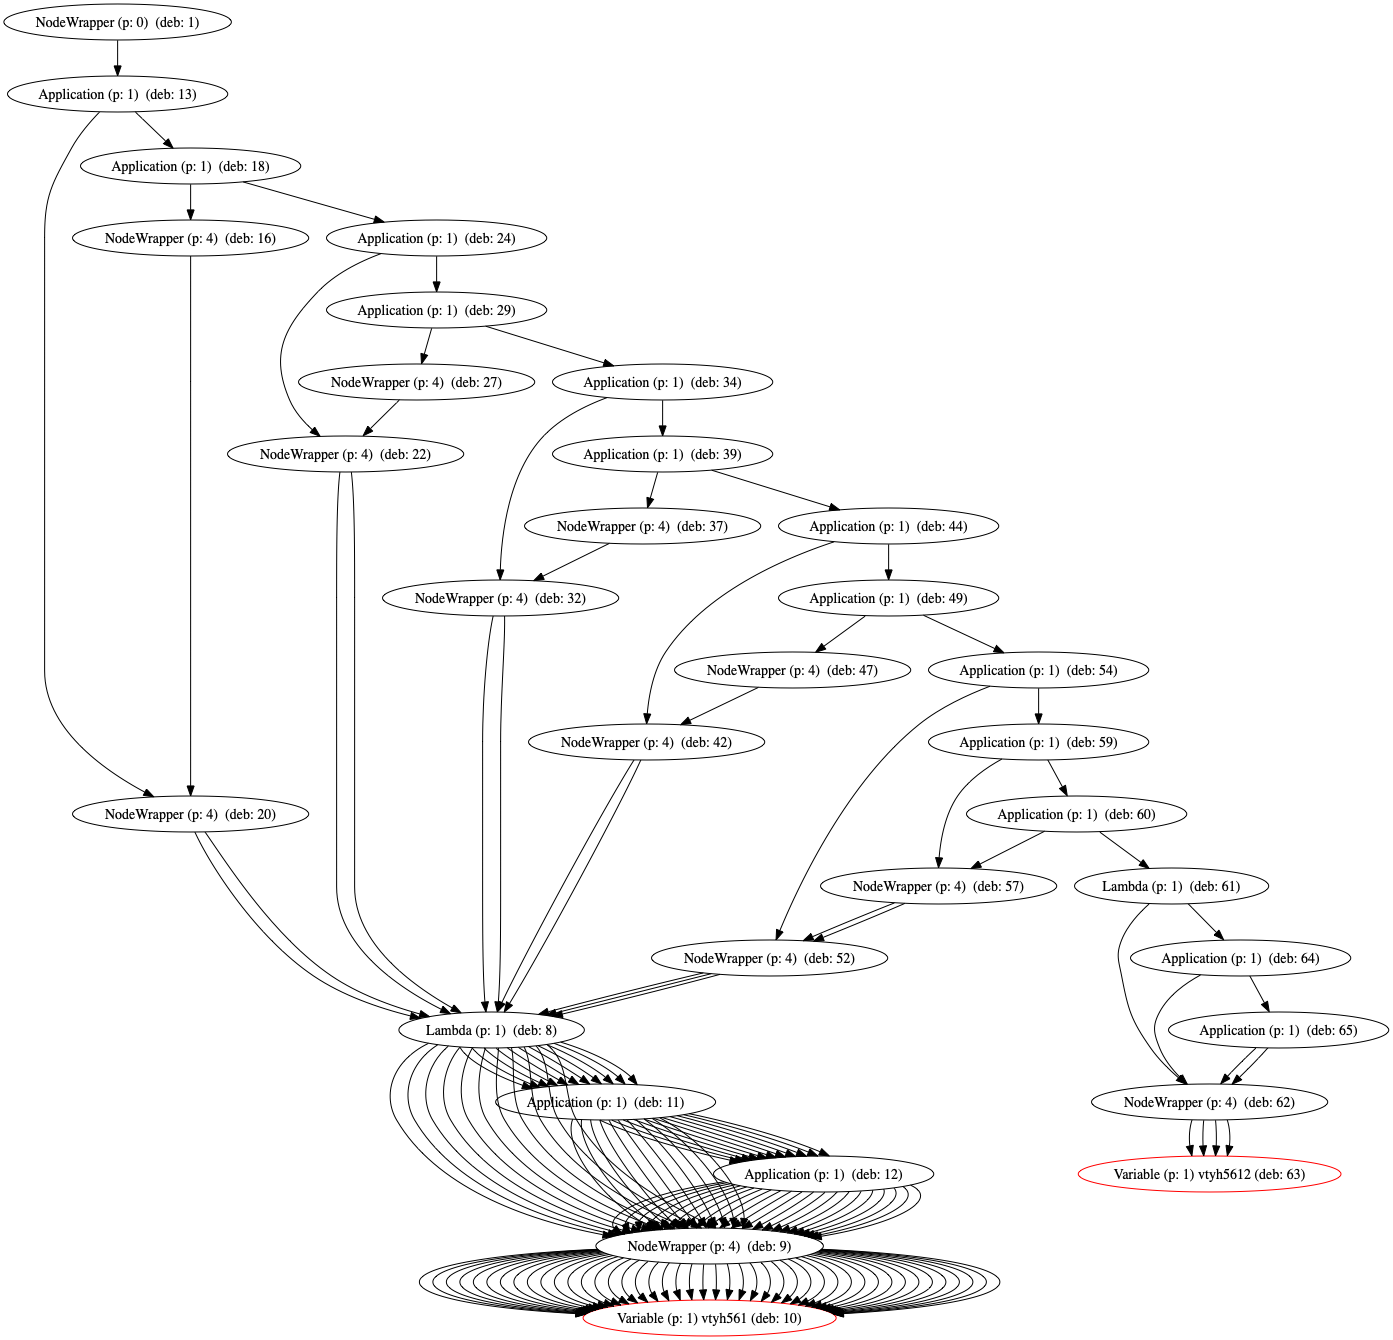 NodeWrapper (p: 0) (deb: 1)
Application (p: 1) (deb: 13)
Application (p: 1) (deb: 18)
NodeWrapper (p: 4) (deb: 16)
Application (p: 1) (deb: 24)
Application (p: 1) (deb: 29)
NodeWrapper (p: 4) (deb: 27)
Application (p: 1) (deb: 34)
NodeWrapper (p: 4) (deb: 22)
Application (p: 1) (deb: 39)
NodeWrapper (p: 4) (deb: 37)
Application (p: 1) (deb: 44)
NodeWrapper (p: 4) (deb: 32)
Application (p: 1) (deb: 49)
NodeWrapper (p: 4) (deb: 47)
Application (p: 1) (deb: 54)
NodeWrapper (p: 4) (deb: 42)
Application (p: 1) (deb: 59)
NodeWrapper (p: 4) (deb: 20)
Application (p: 1) (deb: 60)
NodeWrapper (p: 4) (deb: 57)
Lambda (p: 1) (deb: 61)
NodeWrapper (p: 4) (deb: 52)
Application (p: 1) (deb: 64)
Lambda (p: 1) (deb: 8)
Application (p: 1) (deb: 65)
Application (p: 1) (deb: 11)
NodeWrapper (p: 4) (deb: 62)
Application (p: 1) (deb: 12)
Variable (p: 1) vtyh5612 (deb: 63)
NodeWrapper (p: 4) (deb: 9)
Variable (p: 1) vtyh561 (deb: 10)